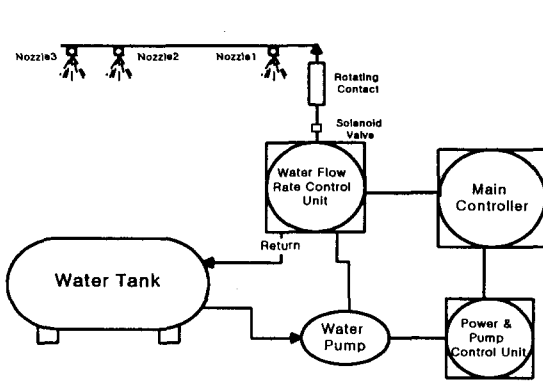 Nozzle3
Nozzle2
Nozzle1
Rotating
Contact
Solenoid
Valve
Water Flow
Rate Control
Unit
Main
Controller
Return
Water Tank
Water
Pump
Power &
Pump
Control Unit